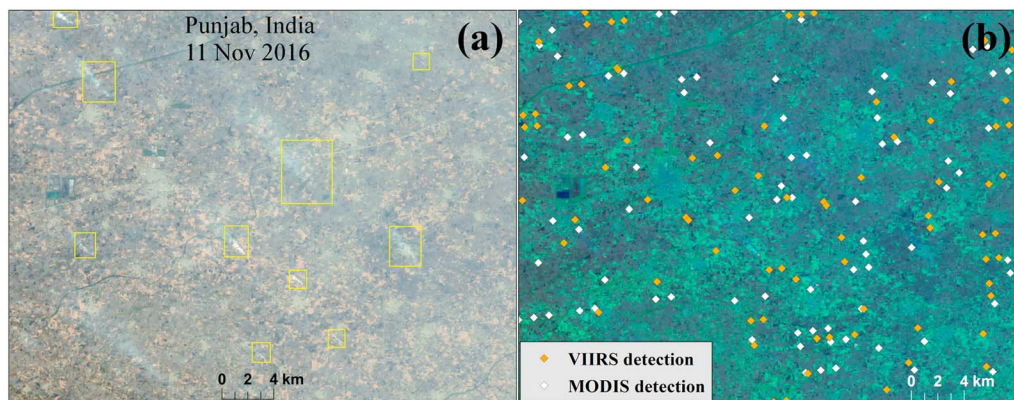 Punjab, India
11 Nov 2016
(a)
0 2 4 km
(b)
VIIRS detection
MODIS detection
0 2 4 km